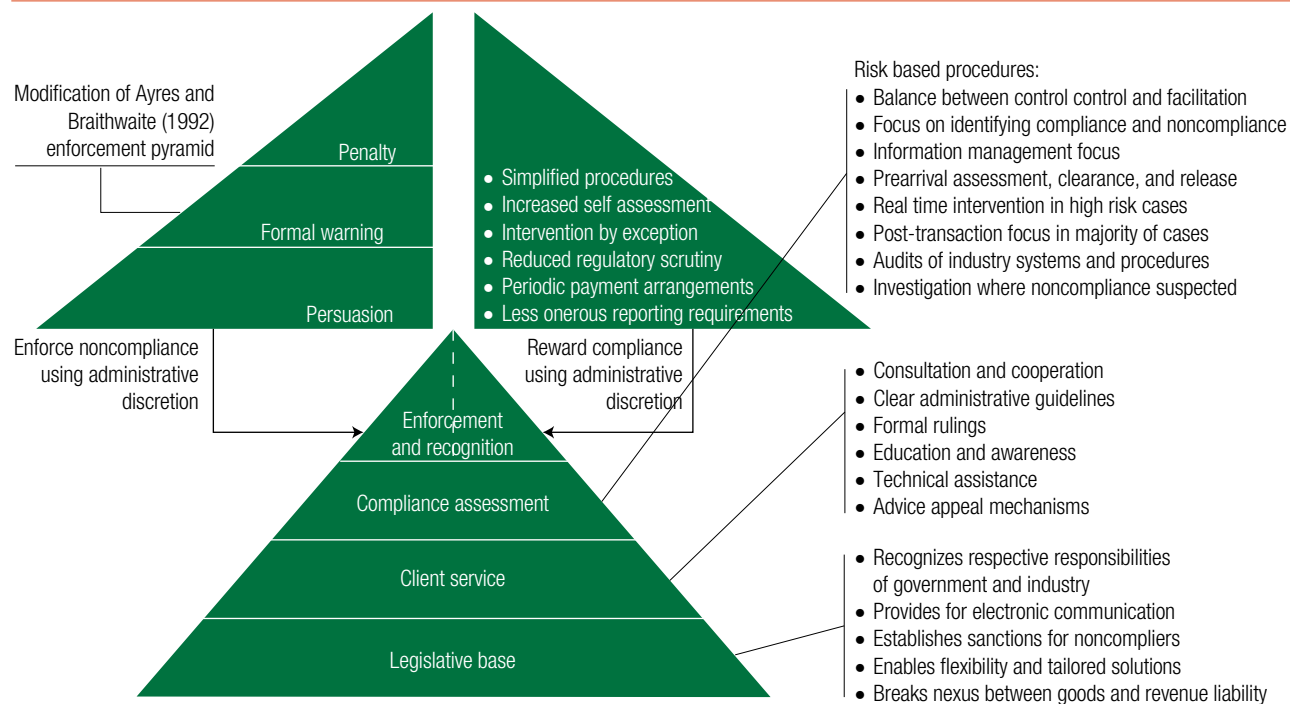 Modification of Ayres and
Braithwaite (1992)
enforcement pyramid
Penalty
Formal warning
Persuasion
● Simplified procedures
● Increased self assessment
● Intervention by exception
● Reduced regulatory scrutiny
● Periodic payment arrangements
● Less onerous reporting requirements
Enforce noncompliance
using administrative
discretion
Reward compliance
using administrative
discretion
Enforcement
and recognition
Compliance assessment
Client service
Legislative base
Risk based procedures:
● Balance between control control and facilitation
● Focus on identifying compliance and noncompliance
● Information management focus
● Prearrival assessment, clearance, and release
● Real time intervention in high risk cases
● Post-transaction focus in majority of cases
● Audits of industry systems and procedures
● Investigation where noncompliance suspected
● Consultation and cooperation
● Clear administrative guidelines
● Formal rulings
● Education and awareness
● Technical assistance
● Advice appeal mechanisms
● Recognizes respective responsibilities
of government and industry
● Provides for electronic communication
● Establishes sanctions for noncompliers
● Enables flexibility and tailored solutions
● Breaks nexus between goods and revenue liability